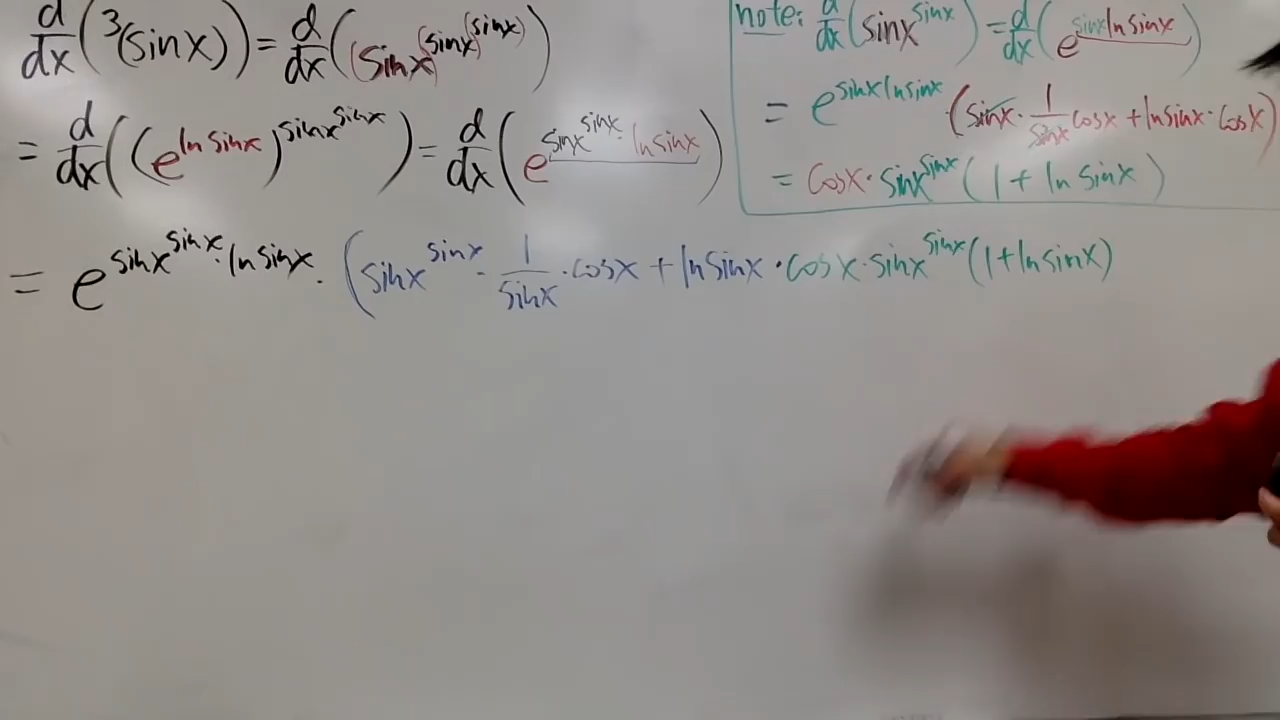 d/dx (³(sinx)) = d/dx ((sinx)^(sinx)^(sinx))
= d/dx ((e^(ln sinx))^(sinx^sinx)) = d/dx (e^(sinx^sinx · ln sinx))
= e^(sinx^sinx · ln sinx) · (sinx^sinx · 1/sinx · cosx + ln sinx · cosx · sinx^sinx (1 + ln sinx)
note: d/dx (sinx^sinx) = d/dx (e^(sinx ln sinx))
= e^(sinx ln sinx) (sinx · 1/sinx cosx + ln sinx · cosx)
= cosx · sinx^sinx (1 + ln sinx)